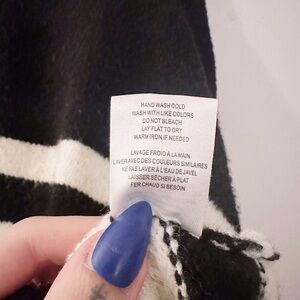 HAND WASH COLD
WASH WITH LIKE COLORS
DO NOT BLEACH
LAY FLAT TO DRY
WARM IRON IF NEEDED
LAVAGE FROID À LA MAIN
LAVER AVEC DES COULEURS SIMILAIRES
NE PAS LAVER À L'EAU DE JAVEL
LAISSER SÉCHER À PLAT
FER CHAUD SI BESOIN